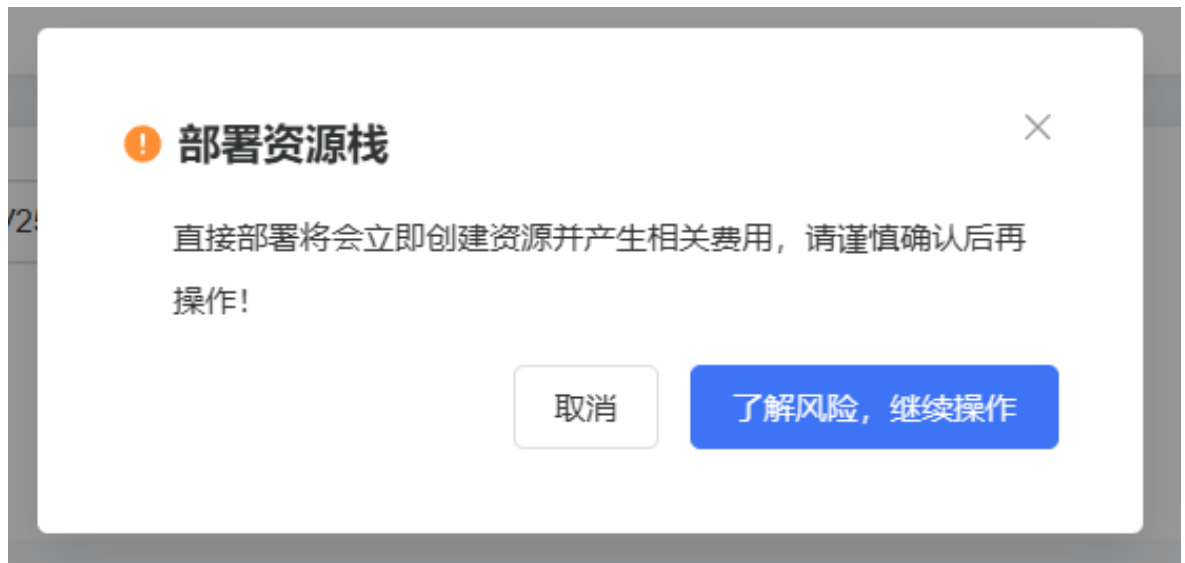 部署资源栈
/25
直接部署将会立即创建资源并产生相关费用，请谨慎确认后再
操作！
取消
了解风险，继续操作